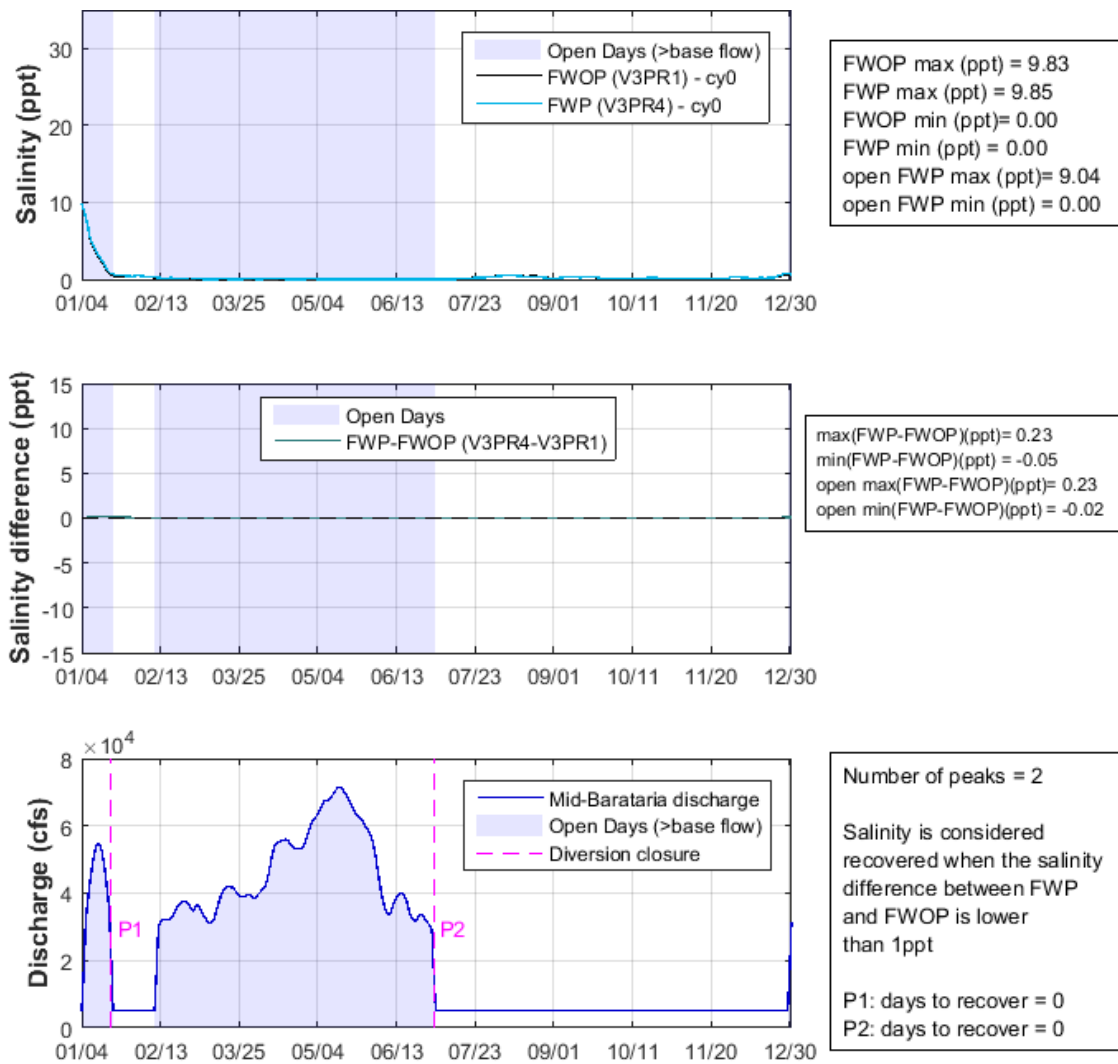 35
30
20
10
0
Salinity (ppt)
Open Days (>base flow)
FWOP (V3PR1) - cy0
FWP (V3PR4) - cy0
01/04 02/13 03/25 05/04 06/13 07/23 09/01 10/11 11/20 12/30
FWOP max (ppt) = 9.83
FWP max (ppt) = 9.85
FWOP min (ppt)= 0.00
FWP min (ppt) = 0.00
open FWP max (ppt)= 9.04
open FWP min (ppt) = 0.00
15
10
5
0
-5
-10
-15
Salinity difference (ppt)
Open Days
FWP-FWOP (V3PR4-V3PR1)
01/04 02/13 03/25 05/04 06/13 07/23 09/01 10/11 11/20 12/30
max(FWP-FWOP)(ppt)= 0.23
min(FWP-FWOP)(ppt) = -0.05
open max(FWP-FWOP)(ppt)= 0.23
open min(FWP-FWOP)(ppt) = -0.02
× 10^4
8
6
4
2
0
Discharge (cfs)
Mid-Barataria discharge
Open Days (>base flow)
Diversion closure
P1
P2
01/04 02/13 03/25 05/04 06/13 07/23 09/01 10/11 11/20 12/30
Number of peaks = 2
Salinity is considered
recovered when the salinity
difference between FWP
and FWOP is lower
than 1ppt
P1: days to recover = 0
P2: days to recover = 0